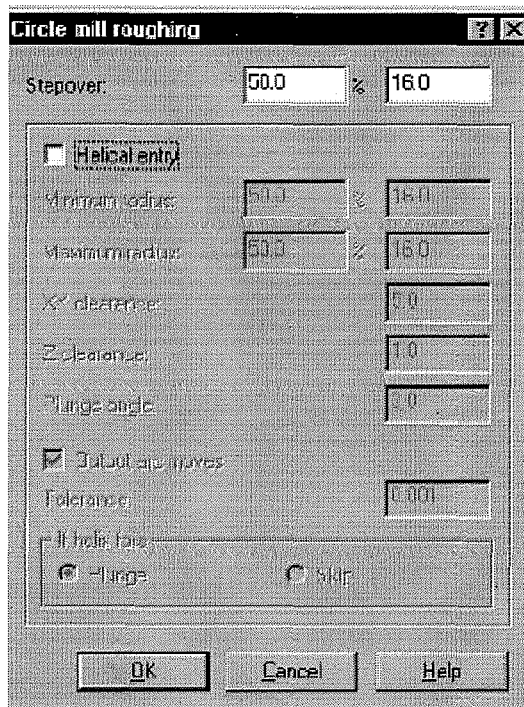 Circle mill roughing
Stepover: 50.0 % 16.0
Helical entry
Minimum radius: 50.0 % 16.0
Maximum radius: 50.0 % 16.0
XY clearance:
Z clearance: 1.0
Plunge angle
Output arc moves
Tolerance: 0.001
If helix fails
Plunge Skip
OK Cancel Help